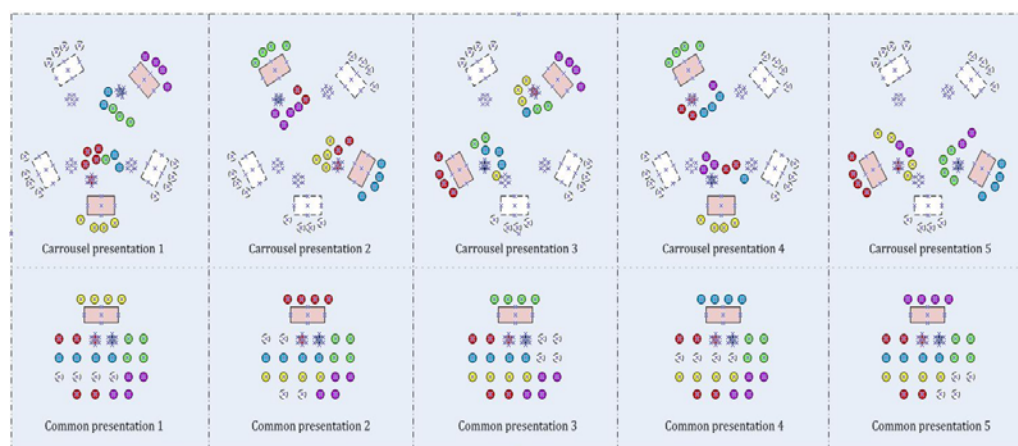 Carrousel presentation 1
Carrousel presentation 2
Carrousel presentation 3
Carrousel presentation 4
Carrousel presentation 5
Common presentation 1
Common presentation 2
Common presentation 3
Common presentation 4
Common presentation 5